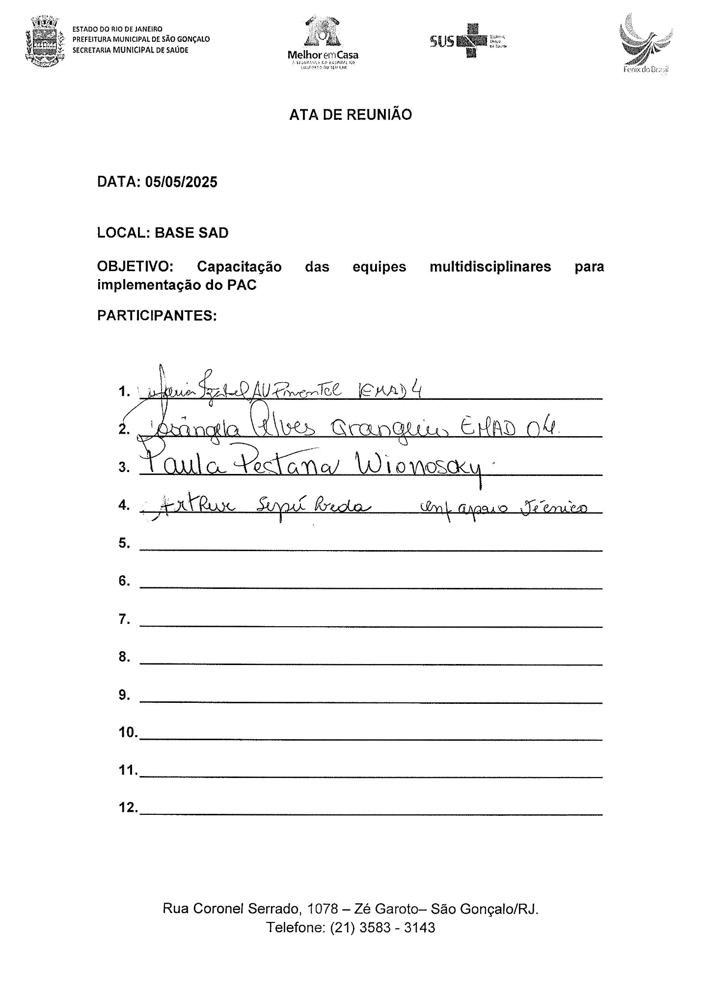 ESTADO DO RIO DE JANEIRO
PREFEITURA MUNICIPAL DE SÃO GONÇALO
SECRETARIA MUNICIPAL DE SAÚDE
Melhor em Casa
A SEGURANÇA DO HOSPITAL NO
CONFORTO DO SEU LAR
SUS
Sistema
Único
de Saúde
Fenix do Brasil
ATA DE REUNIÃO
DATA: 05/05/2025
LOCAL: BASE SAD
OBJETIVO: Capacitação das equipes multidisciplinares para
implementação do PAC
PARTICIPANTES:
1. Maria Izabel AV Pimentel EMAD 4
2. Rosângela Alves Grangeiro EMAD 04.
3. Paula Pestana Wionoscky
4. Arthur Sepúlveda enf apoio Técnico
5.
6.
7.
8.
9.
10.
11.
12.
Rua Coronel Serrado, 1078 – Zé Garoto– São Gonçalo/RJ.
Telefone: (21) 3583 - 3143